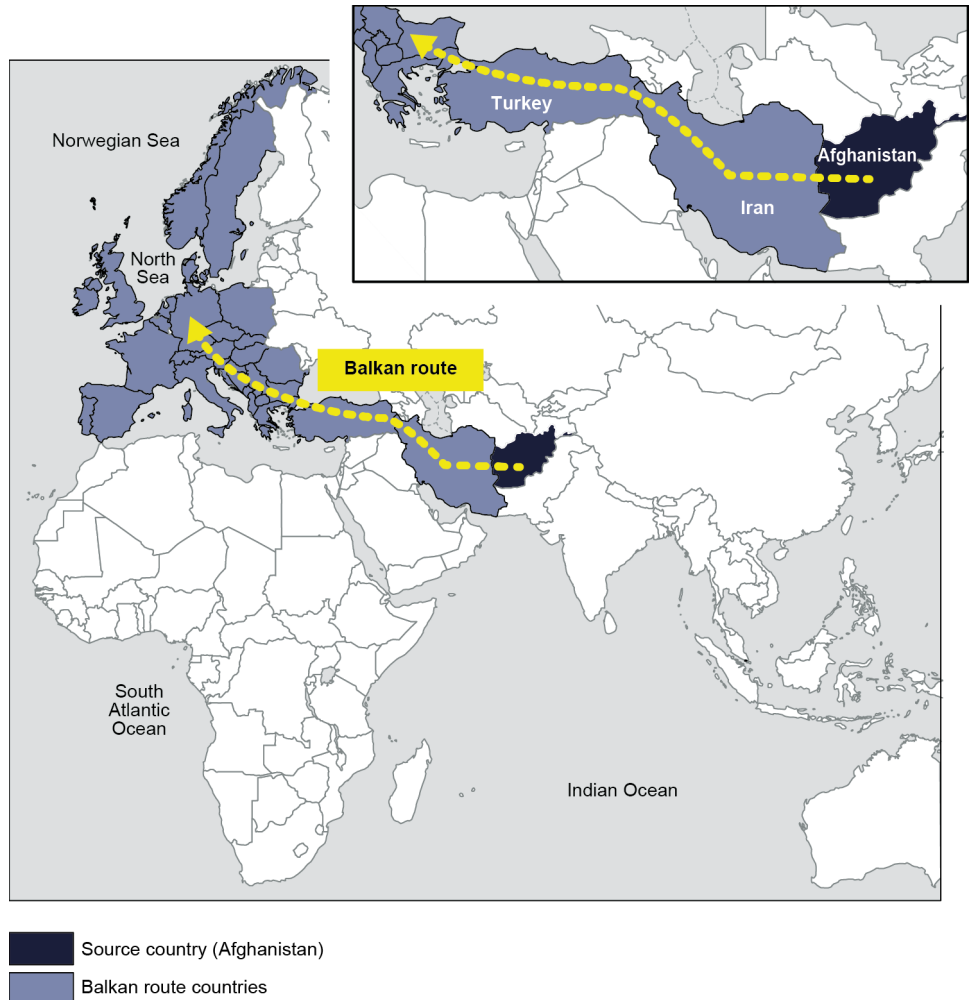 Norwegian Sea
North
Sea
Turkey
Afghanistan
Iran
Balkan route
South
Atlantic
Ocean
Indian Ocean
Source country (Afghanistan)
Balkan route countries